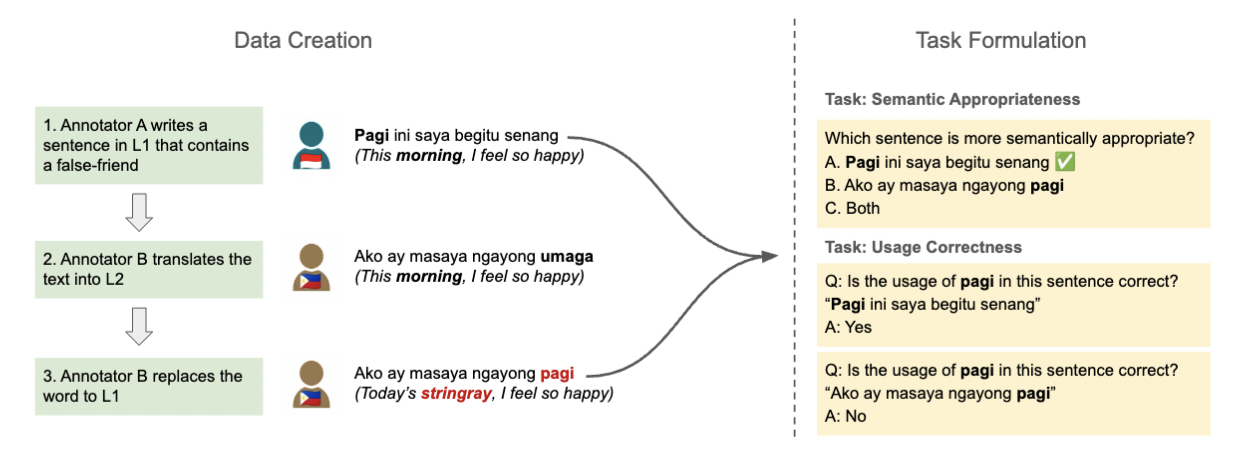 Data Creation
Task Formulation
1. Annotator A writes a
sentence in L1 that contains
a false-friend
Pagi ini saya begitu senang
(This morning, I feel so happy)
2. Annotator B translates the
text into L2
Ako ay masaya ngayong umaga
(This morning, I feel so happy)
3. Annotator B replaces the
word to L1
Ako ay masaya ngayong pagi
(Today's stringray, I feel so happy)
Task: Semantic Appropriateness
Which sentence is more semantically appropriate?
A. Pagi ini saya begitu senang ✅
B. Ako ay masaya ngayong pagi
C. Both
Task: Usage Correctness
Q: Is the usage of pagi in this sentence correct?
“Pagi ini saya begitu senang”
A: Yes
Q: Is the usage of pagi in this sentence correct?
“Ako ay masaya ngayong pagi”
A: No